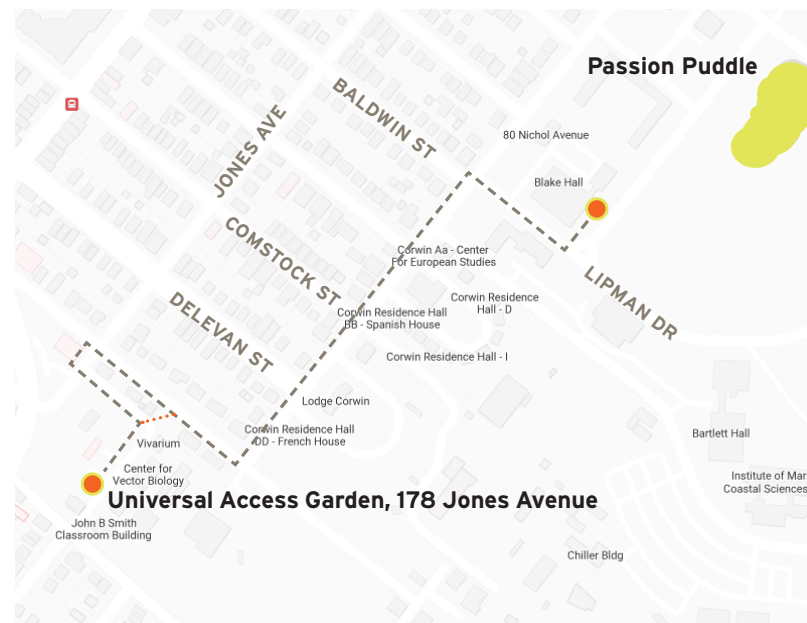 Passion Puddle
BALDWIN ST
80 Nichol Avenue
JONES AVE
Blake Hall
COMSTOCK ST
Corwin Aa - Center
For European Studies
LIPMAN DR
Corwin Residence
Hall - D
Corwin Residence Hall
BB - Spanish House
DELEVAN ST
Corwin Residence Hall - I
Lodge Corwin
Corwin Residence Hall
DD - French House
Bartlett Hall
Vivarium
Center for
Vector Biology
Institute of Mar
Coastal Sciences
Universal Access Garden, 178 Jones Avenue
John B Smith
Classroom Building
Chiller Bldg